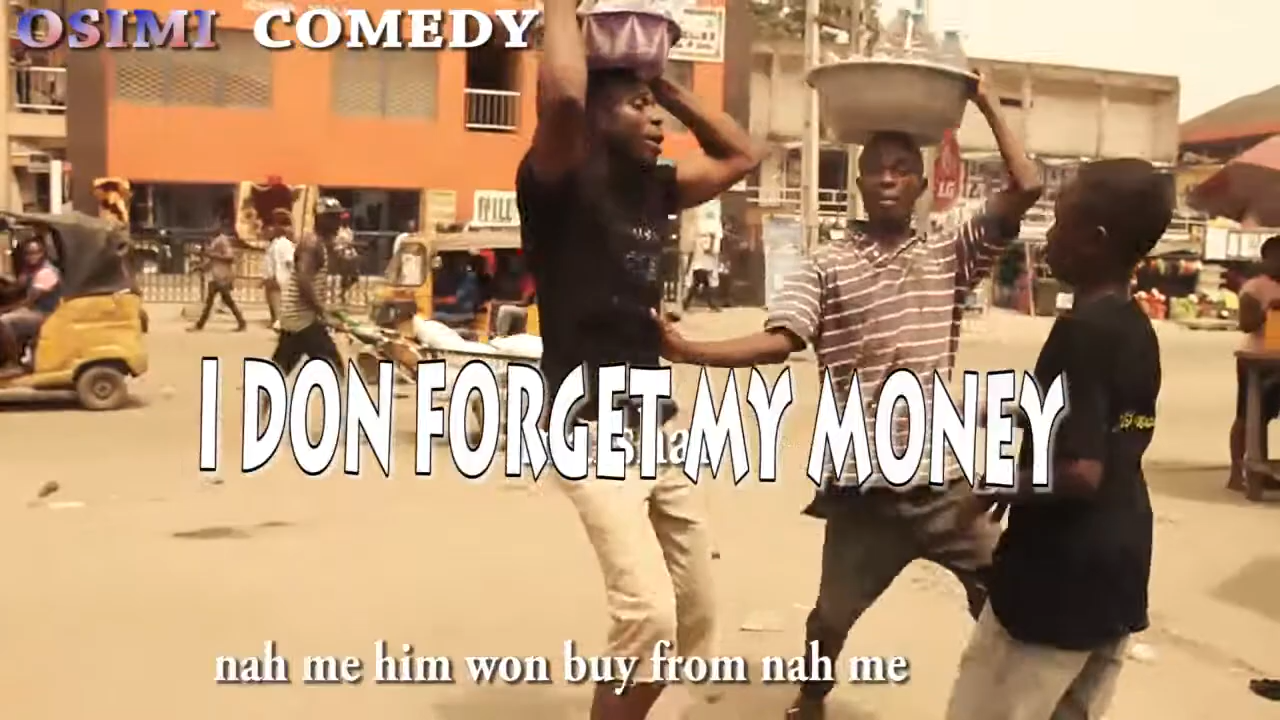 OSIMI COMEDY
I DON FORGET MY MONEY
nah me him won buy from nah me